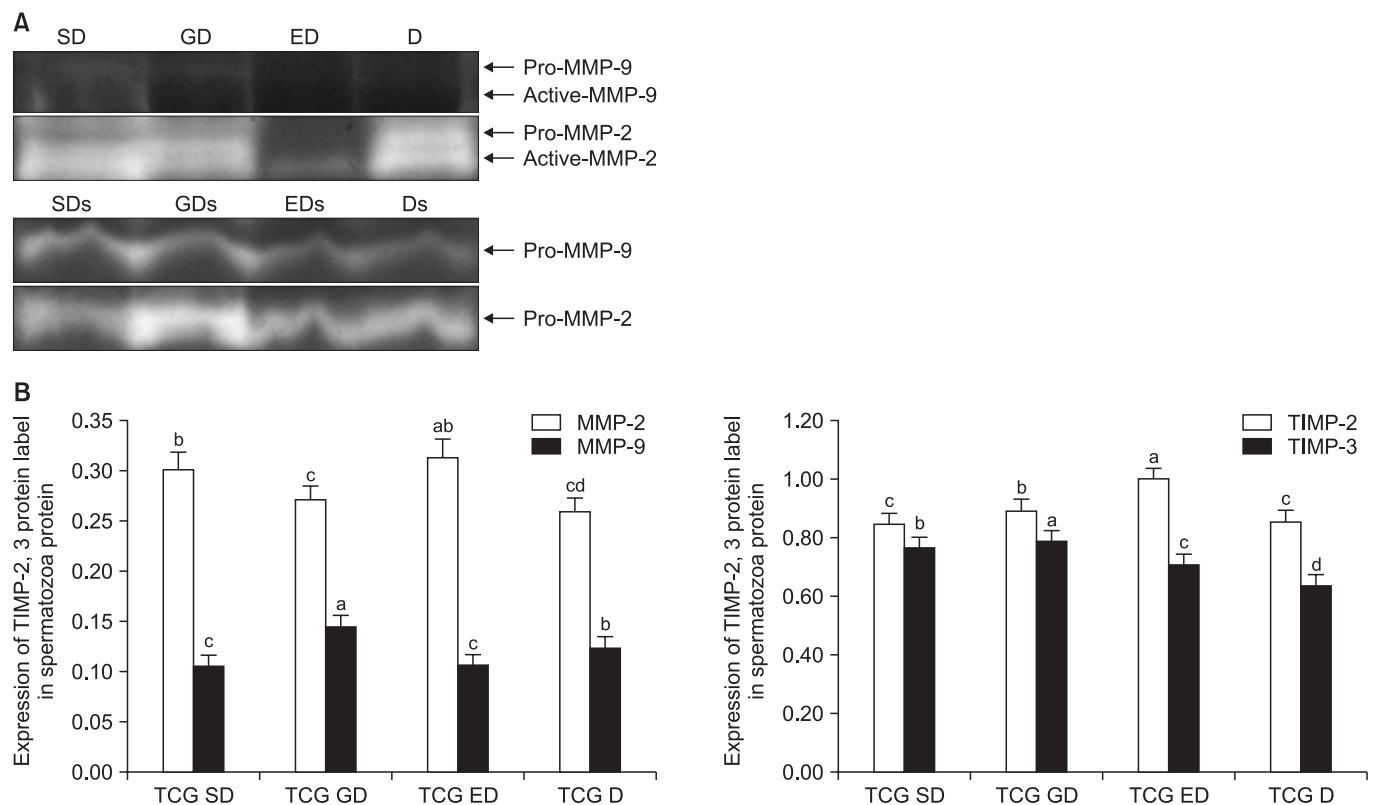 A
SD GD ED D
Pro-MMP-9
Active-MMP-9
Pro-MMP-2
Active-MMP-2
SDs GDs EDs Ds
Pro-MMP-9
Pro-MMP-2
B
Expression of TIMP-2, 3 protein label
in spermatozoa protein
0.35
0.30
0.25
0.20
0.15
0.10
0.05
0.00
MMP-2
MMP-9
b
c
c
a
ab
c
cd
b
TCG SD TCG GD TCG ED TCG D
Expression of TIMP-2, 3 protein label
in spermatozoa protein
1.20
1.00
0.80
0.60
0.40
0.20
0.00
TIMP-2
TIMP-3
c
b
b
a
a
c
c
d
TCG SD TCG GD TCG ED TCG D